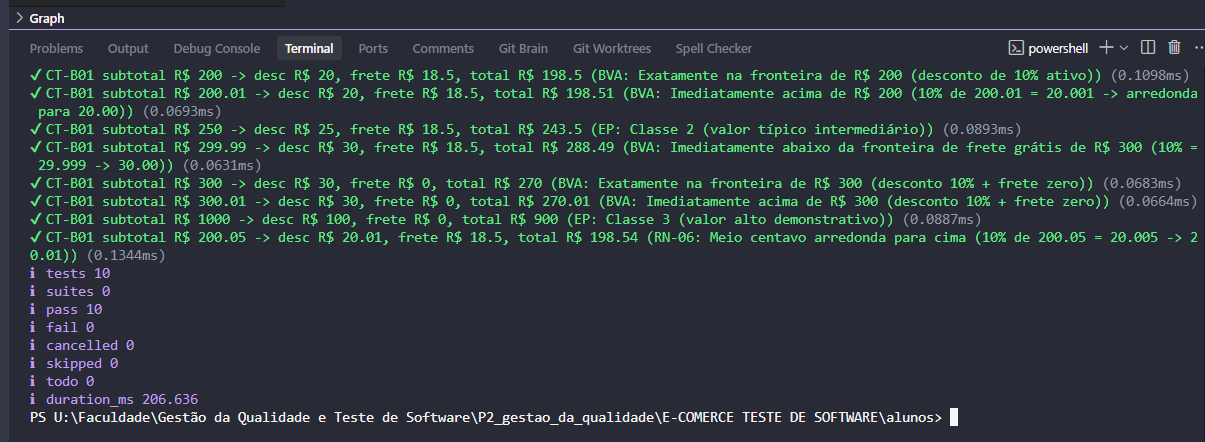 Graph
Problems Output Debug Console Terminal Ports Comments Git Brain Git Worktrees Spell Checker powershell
✓ CT-B01 subtotal R$ 200 -> desc R$ 20, frete R$ 18.5, total R$ 198.5 (BVA: Exatamente na fronteira de R$ 200 (desconto de 10% ativo)) (0.1098ms)
✓ CT-B01 subtotal R$ 200.01 -> desc R$ 20, frete R$ 18.5, total R$ 198.51 (BVA: Imediatamente acima de R$ 200 (10% de 200.01 = 20.001 -> arredonda
para 20.00)) (0.0693ms)
✓ CT-B01 subtotal R$ 250 -> desc R$ 25, frete R$ 18.5, total R$ 243.5 (EP: Classe 2 (valor típico intermediário)) (0.0893ms)
✓ CT-B01 subtotal R$ 299.99 -> desc R$ 30, frete R$ 18.5, total R$ 288.49 (BVA: Imediatamente abaixo da fronteira de frete grátis de R$ 300 (10% =
29.999 -> 30.00)) (0.0631ms)
✓ CT-B01 subtotal R$ 300 -> desc R$ 30, frete R$ 0, total R$ 270 (BVA: Exatamente na fronteira de R$ 300 (desconto 10% + frete zero)) (0.0683ms)
✓ CT-B01 subtotal R$ 300.01 -> desc R$ 30, frete R$ 0, total R$ 270.01 (BVA: Imediatamente acima de R$ 300 (desconto 10% + frete zero)) (0.0664ms)
✓ CT-B01 subtotal R$ 1000 -> desc R$ 100, frete R$ 0, total R$ 900 (EP: Classe 3 (valor alto demonstrativo)) (0.0887ms)
✓ CT-B01 subtotal R$ 200.05 -> desc R$ 20.01, frete R$ 18.5, total R$ 198.54 (RN-06: Meio centavo arredonda para cima (10% de 200.05 = 20.005 -> 2
0.01)) (0.1344ms)
ℹ tests 10
ℹ suites 0
ℹ pass 10
ℹ fail 0
ℹ cancelled 0
ℹ skipped 0
ℹ todo 0
ℹ duration_ms 206.636
PS U:\Faculdade\Gestão da Qualidade e Teste de Software\P2_gestao_da_qualidade\E-COMERCE TESTE DE SOFTWARE\alunos>